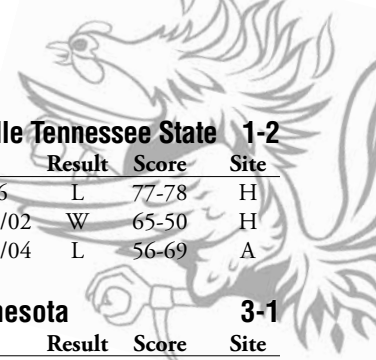 lle Tennessee State 1-2
Result Score Site
6 L 77-78 H
/02 W 65-50 H
/04 L 56-69 A
nesota 3-1
Result Score Site